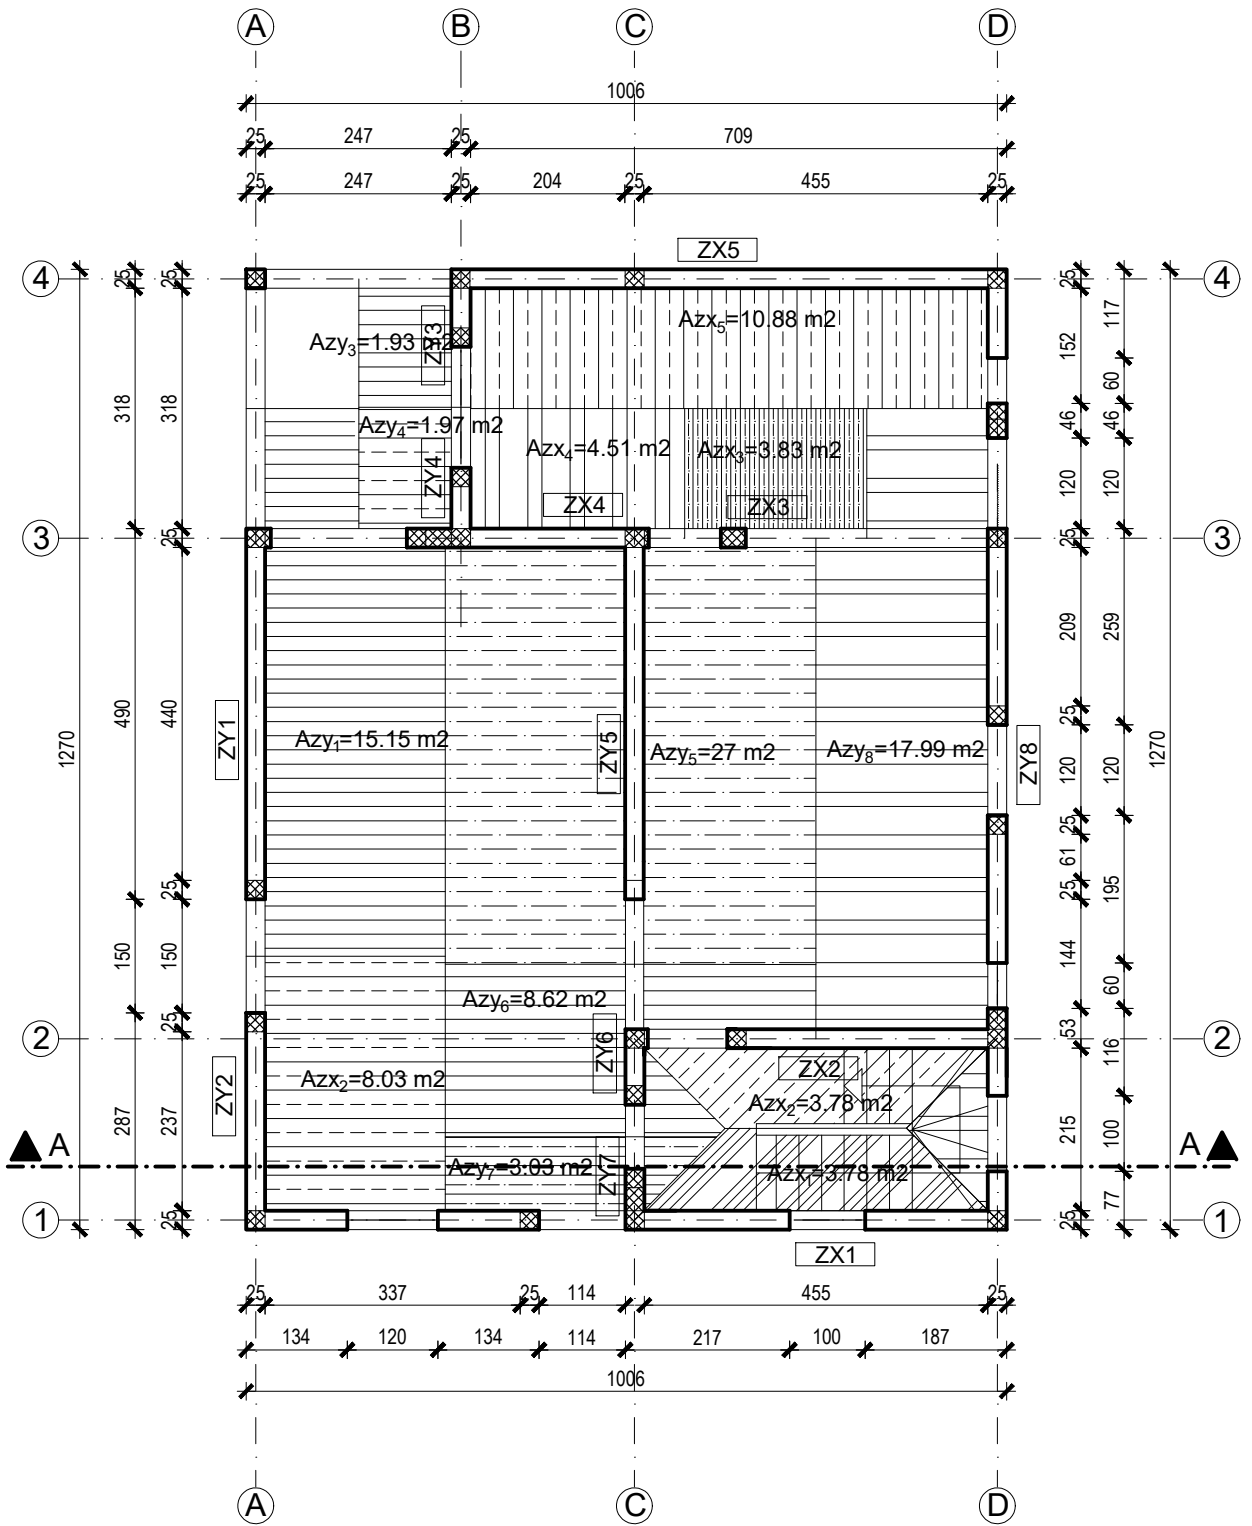 A B C D
1006
25 247 25 709
25 247 25 204 25 455 25
ZX5
4 4
25 25 25 117
Azy3=1.93 m2
ZY3
Azx5=10.88 m2
152
318 318
60
Azy4=1.97 m2
Azx4=4.51 m2
Azx3=3.83 m2
46 46
ZY4
ZX4
ZX3
120 120
3 3
25 25
209 259
490 440
25
ZY1
Azy1=15.15 m2
ZY5
Azy5=27 m2
Azy8=17.99 m2
ZY8
1270 1270
120 120
25
61
25 25
195
150 150
144
60
Azy6=8.62 m2
25
2 2
53
116
ZY6
ZX2
ZY2
Azx2=8.03 m2
Azx2=3.78 m2
287 237
215 100
A A
Azy7=3.03 m2
ZY7
Azx1=3.78 m2
77
1 1
25 25
ZX1
25 337 25 114 455 25
134 120 134 114 217 100 187
1006
A C D